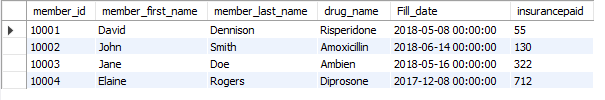 member_id member_first_name member_last_name drug_name Fill_date insurancepaid
10001 David Dennison Risperidone 2018-05-08 00:00:00 55
10002 John Smith Amoxicillin 2018-06-14 00:00:00 130
10003 Jane Doe Ambien 2018-05-16 00:00:00 322
10004 Elaine Rogers Diprosone 2017-12-08 00:00:00 712